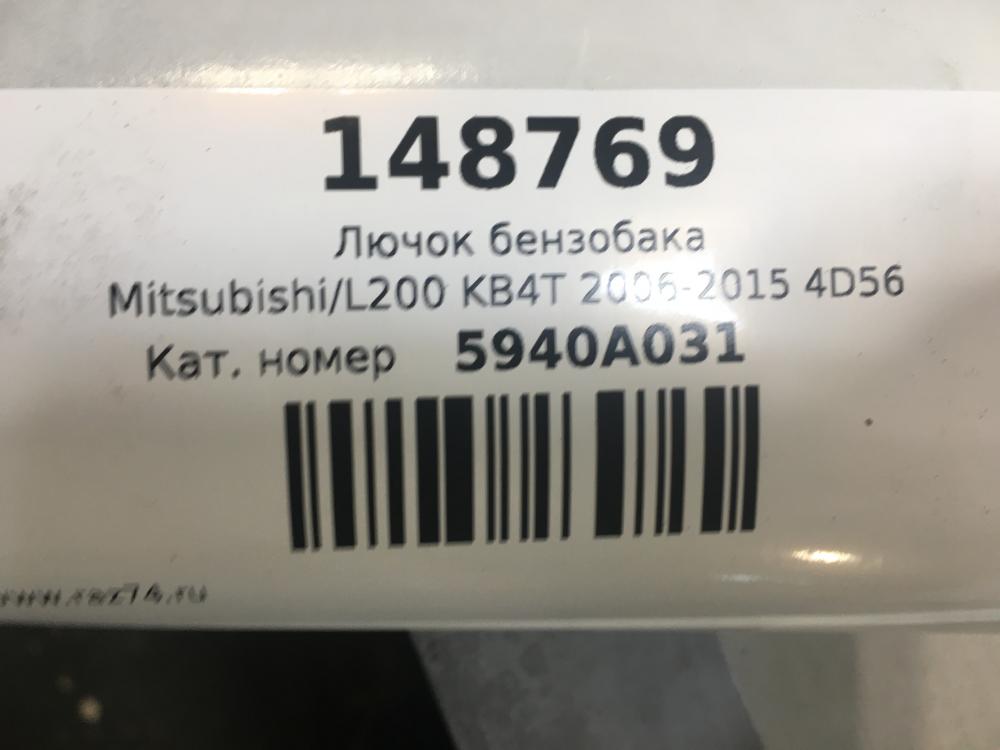 148769
Лючок бензобака
Mitsubishi/L200 KB4T 2006-2015 4D56
Кат. номер 5940A031